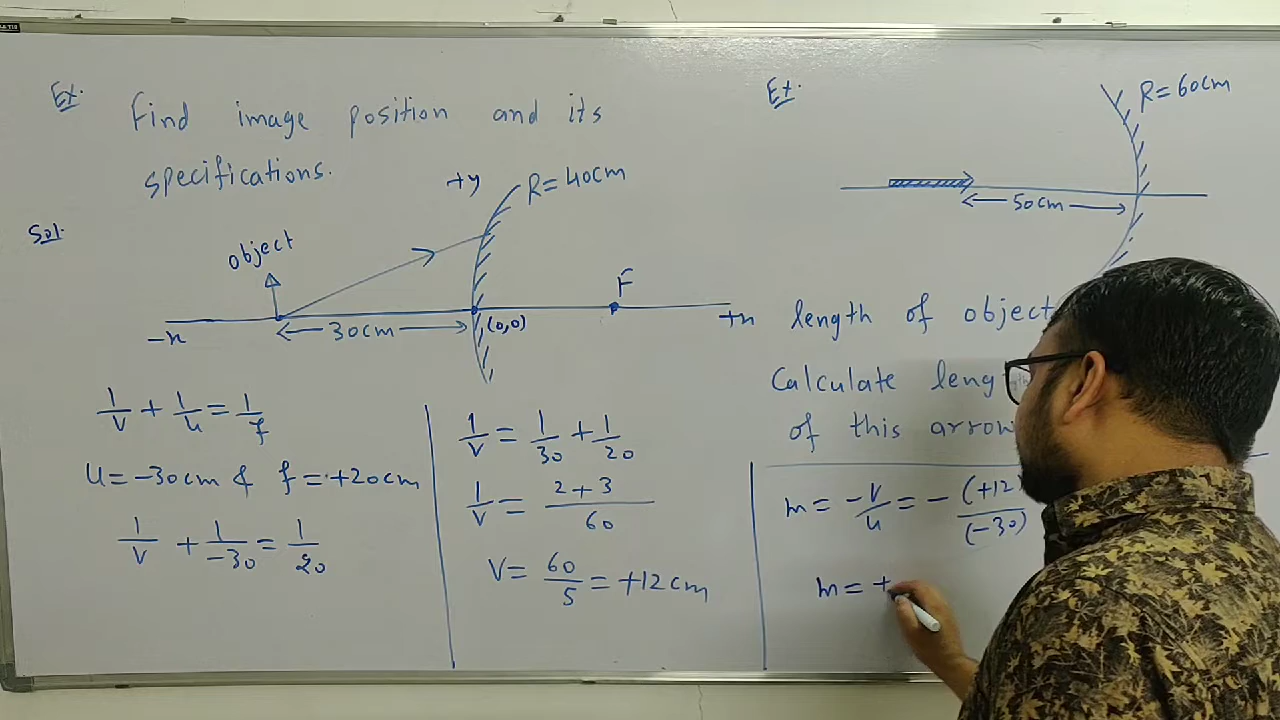 Ex.
Find image position and its
specifications.
Sol.
+y
R=40cm
object
F
-x
30cm
(0,0)
+x
1/v + 1/u = 1/f
u=-30cm & f=+20cm
1/v + 1/-30 = 1/20
1/v = 1/30 + 1/20
1/v = 2+3/60
v= 60/5 = +12cm
Ex.
R=60cm
50cm
length of object
Calculate leng
of this arrow
m = -v/u = - (+12)/(-30)
m = +